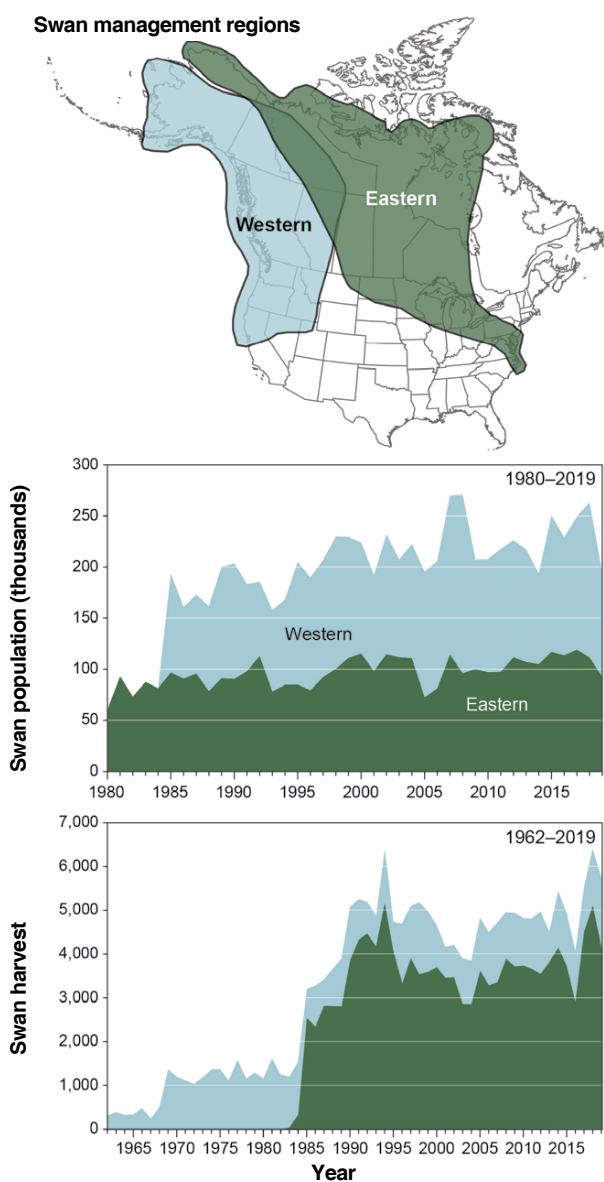 Swan management regions
Eastern
Western
Swan population (thousands)
300
250
200
150
100
50
0
1980–2019
Western
Eastern
1980 1985 1990 1995 2000 2005 2010 2015
Swan harvest
7,000
6,000
5,000
4,000
3,000
2,000
1,000
0
1962–2019
1965 1970 1975 1980 1985 1990 1995 2000 2005 2010 2015
Year